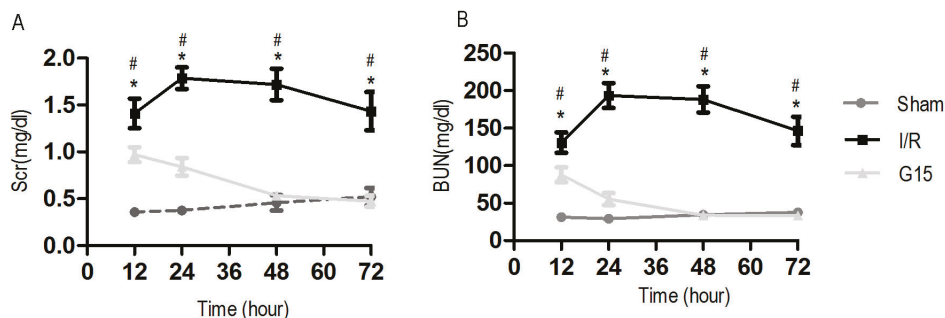 A
# # # #
* * * *
Scr(mg/dl)
2.0
1.5
1.0
0.5
0.0
0 12 24 36 48 60 72
Time (hour)
B
# # # #
* * * *
BUN(mg/dl)
250
200
150
100
50
0
0 12 24 36 48 60 72
Time (hour)
Sham
I/R
G15